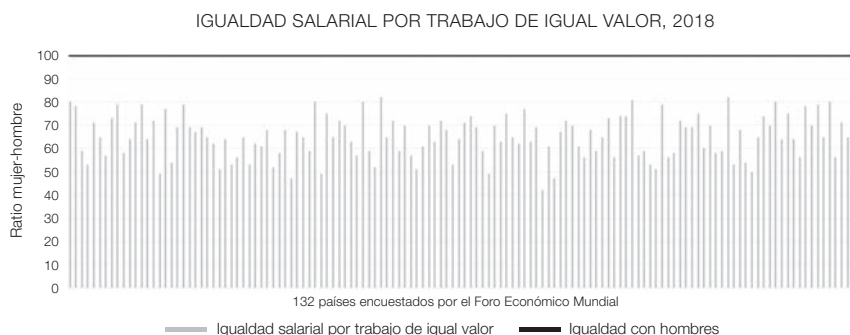 IGUALDAD SALARIAL POR TRABAJO DE IGUAL VALOR, 2018
100
90
80
70
60
50
40
30
20
10
0
Ratio mujer-hombre
132 países encuestados por el Foro Económico Mundial
Igualdad salarial por trabajo de igual valor Igualdad con hombres